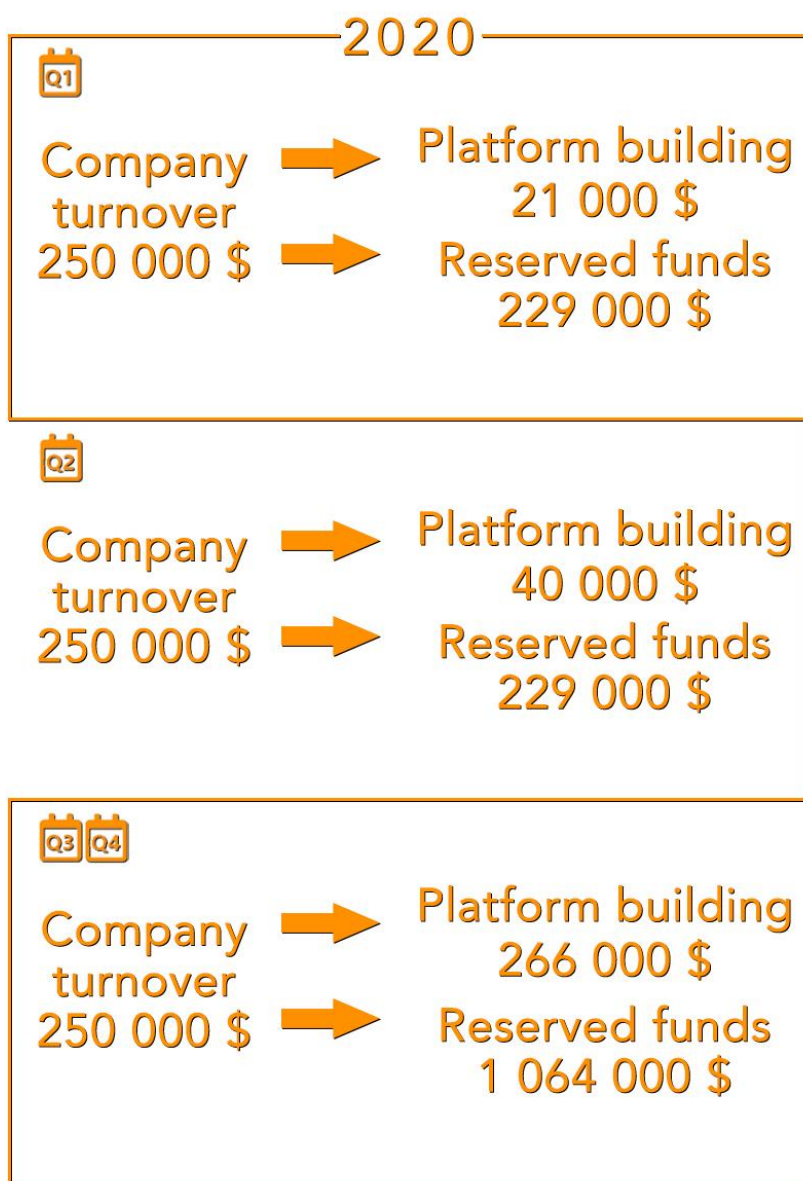 2020
Q1
Company
turnover
250 000 $
Platform building
21 000 $
Reserved funds
229 000 $
Q2
Company
turnover
250 000 $
Platform building
40 000 $
Reserved funds
229 000 $
Q3 Q4
Company
turnover
250 000 $
Platform building
266 000 $
Reserved funds
1 064 000 $